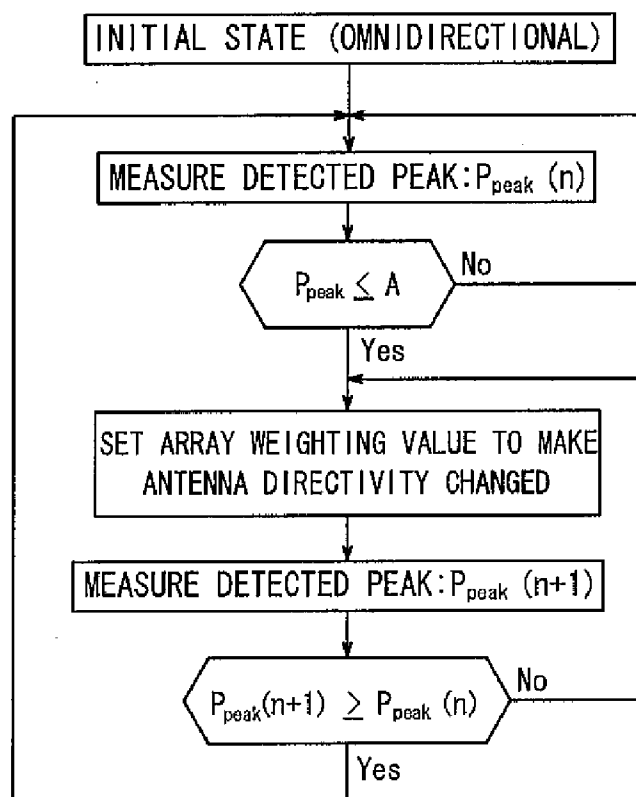 INITIAL STATE (OMNIDIRECTIONAL)
MEASURE DETECTED PEAK:Ppeak (n)
Ppeak ≤ A
No
Yes
SET ARRAY WEIGHTING VALUE TO MAKE
ANTENNA DIRECTIVITY CHANGED
MEASURE DETECTED PEAK:Ppeak (n+1)
Ppeak(n+1) ≥ Ppeak (n)
No
Yes